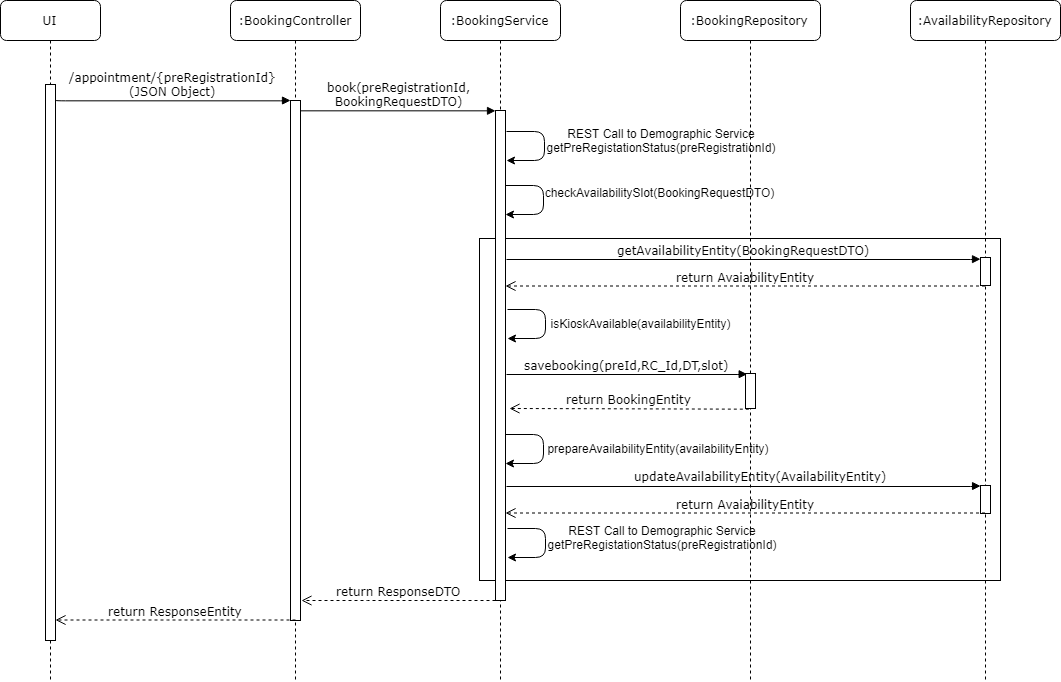 UI
:BookingController
:BookingService
:BookingRepository
:AvailabilityRepository
/appointment/{preRegistrationId}
(JSON Object)
book(preRegistrationId,
BookingRequestDTO)
REST Call to Demographic Service
getPreRegistationStatus(preRegistrationId)
checkAvailabilitySlot(BookingRequestDTO)
getAvailabilityEntity(BookingRequestDTO)
return AvaiabilityEntity
isKioskAvailable(availabilityEntity)
savebooking(preId,RC_Id,DT,slot)
return BookingEntity
prepareAvailabilityEntity(availabilityEntity)
updateAvailabilityEntity(AvailabilityEntity)
return AvaiabilityEntity
REST Call to Demographic Service
getPreRegistationStatus(preRegistrationId)
return ResponseDTO
return ResponseEntity